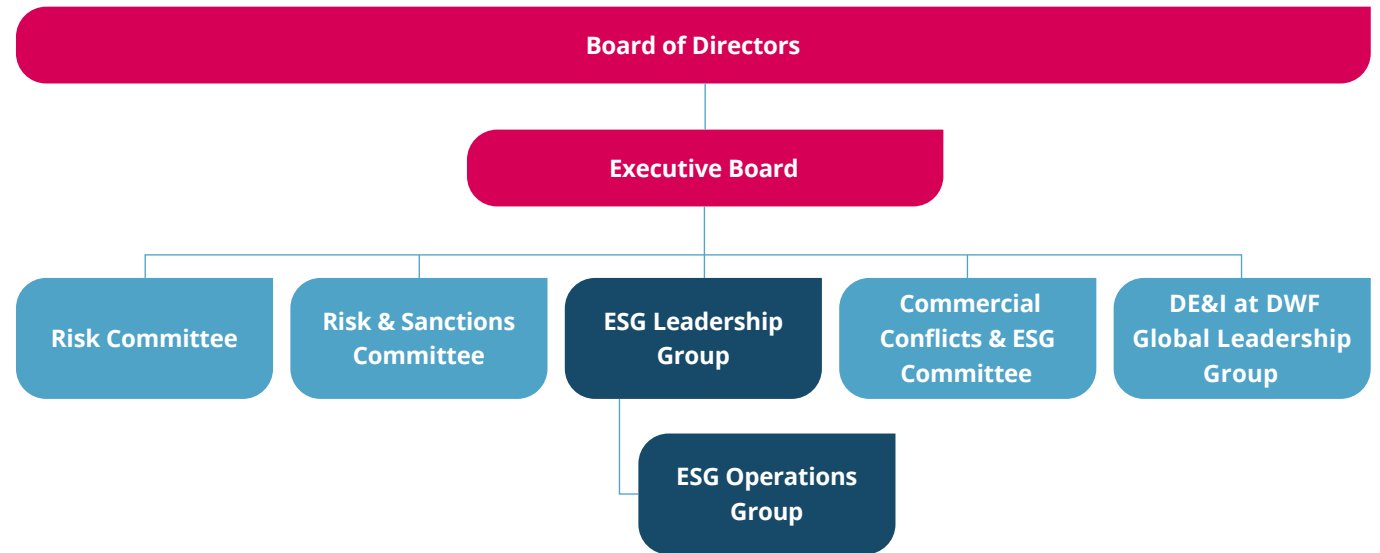 Board of Directors
Executive Board
Risk Committee
Risk & Sanctions
Committee
ESG Leadership
Group
Commercial
Conflicts & ESG
Committee
DE&I at DWF
Global Leadership
Group
ESG Operations
Group